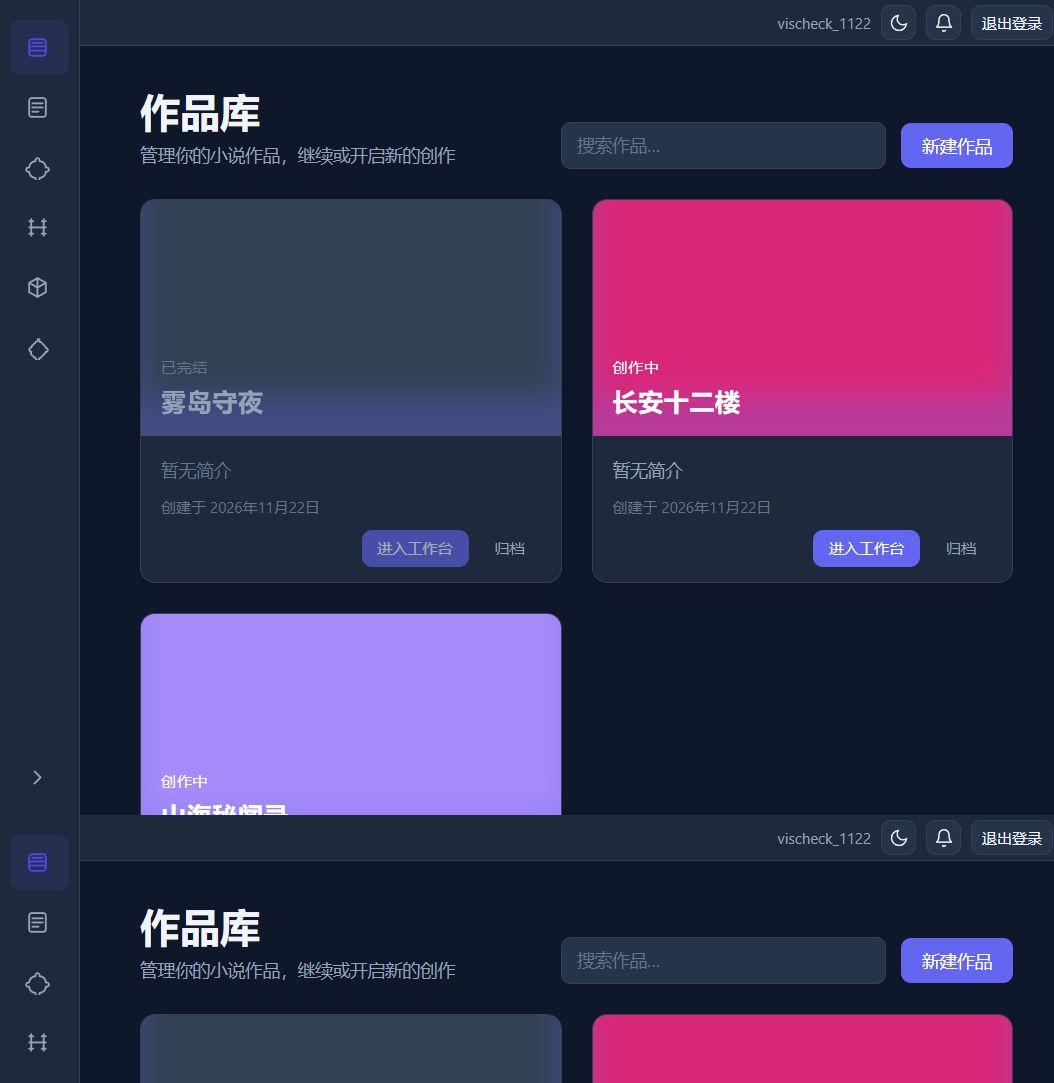 vischeck_1122
退出登录
作品库
管理你的小说作品，继续或开启新的创作
搜索作品...
新建作品
已完结
雾岛守夜
暂无简介
创建于 2026年11月22日
进入工作台
归档
创作中
长安十二楼
暂无简介
创建于 2026年11月22日
进入工作台
归档
创作中
山海秘闻录
vischeck_1122
退出登录
作品库
管理你的小说作品，继续或开启新的创作
搜索作品...
新建作品